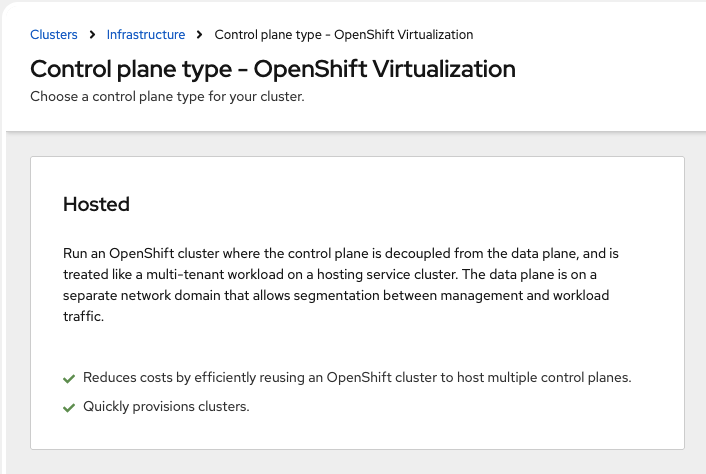 Clusters > Infrastructure > Control plane type - OpenShift Virtualization
Control plane type - OpenShift Virtualization
Choose a control plane type for your cluster.
Hosted
Run an OpenShift cluster where the control plane is decoupled from the data plane, and is
treated like a multi-tenant workload on a hosting service cluster. The data plane is on a
separate network domain that allows segmentation between management and workload
traffic.
Reduces costs by efficiently reusing an OpenShift cluster to host multiple control planes.
Quickly provisions clusters.